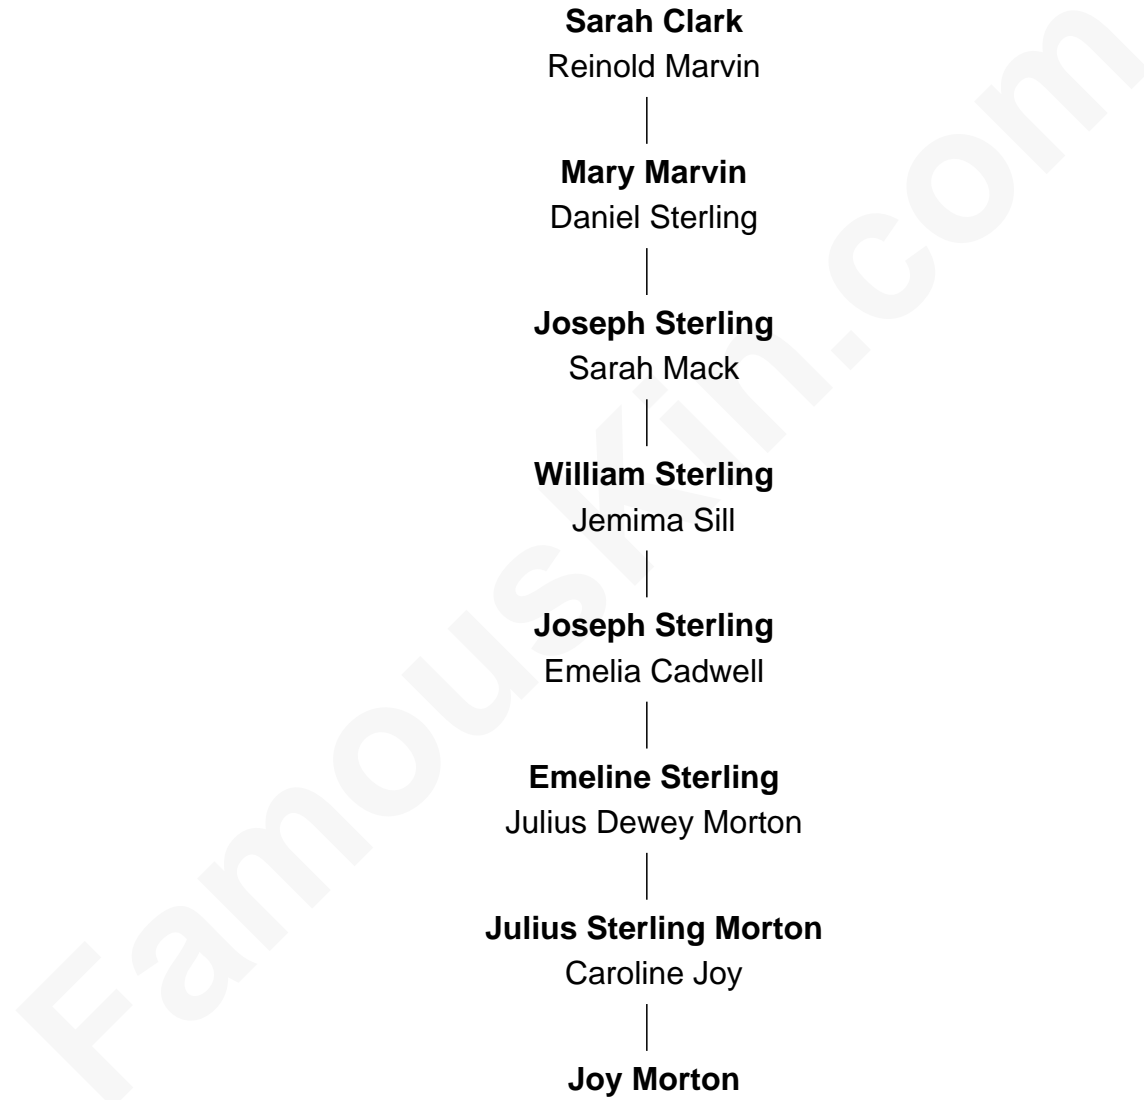 Sarah Clark
Reinold Marvin
Mary Marvin
Daniel Sterling
Joseph Sterling
Sarah Mack
William Sterling
Jemima Sill
Joseph Sterling
Emelia Cadwell
Emeline Sterling
Julius Dewey Morton
Julius Sterling Morton
Caroline Joy
Joy Morton
FamousKin.com